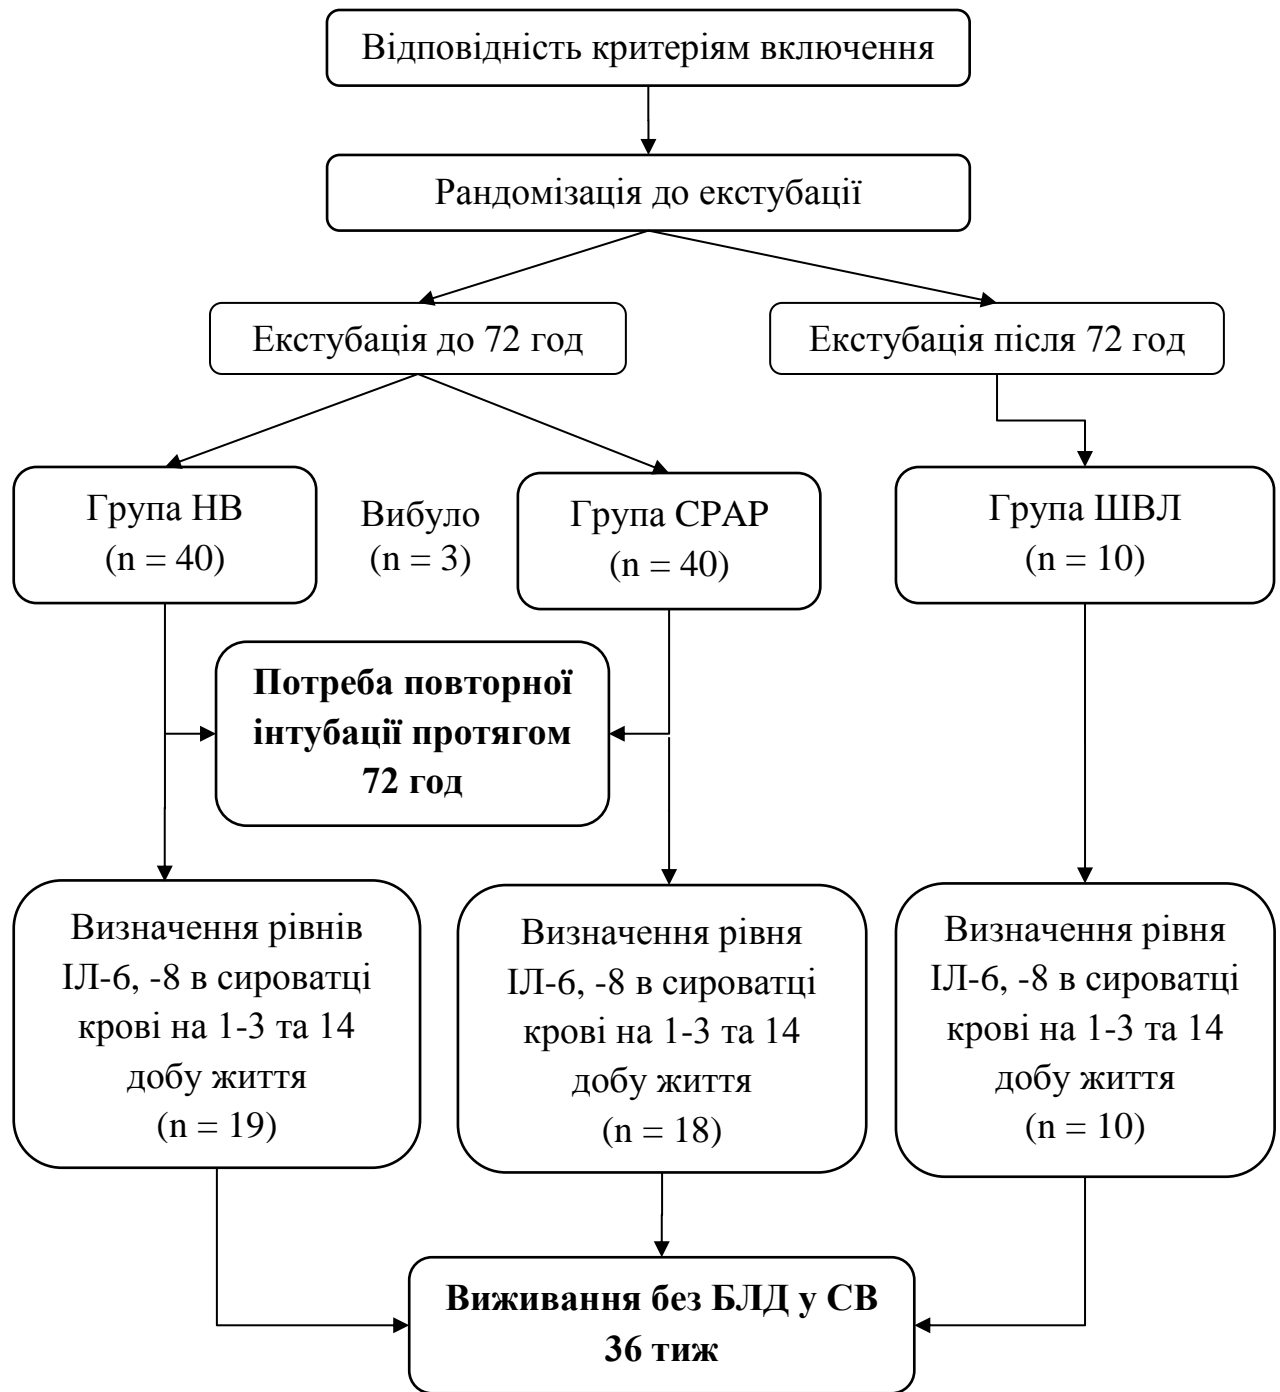 Відповідність критеріям включення
Рандомізація до екстубації
Екстубація до 72 год
Екстубація після 72 год
Група НВ
(n = 40)
Вибуло
(n = 3)
Група СРАР
(n = 40)
Група ШВЛ
(n = 10)
Потреба повторної
інтубації протягом
72 год
Визначення рівнів
ІЛ-6, -8 в сироватці
крові на 1-3 та 14
добу життя
(n = 19)
Визначення рівня
ІЛ-6, -8 в сироватці
крові на 1-3 та 14
добу життя
(n = 18)
Визначення рівня
ІЛ-6, -8 в сироватці
крові на 1-3 та 14
добу життя
(n = 10)
Виживання без БЛД у СВ
36 тиж